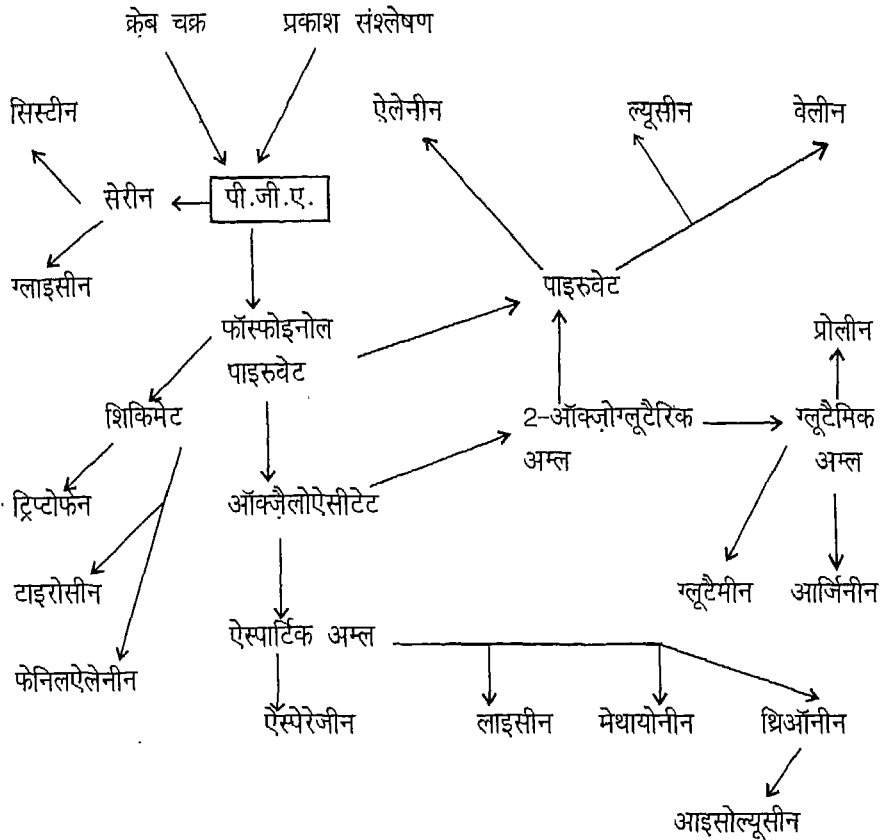 क्रेब चक्र
प्रकाश संश्लेषण
सिस्टीन
ऐलेनीन
ल्यूसीन
वेलीन
सेरीन
पी.जी.ए.
ग्लाइसीन
पाइरुवेट
फॉस्फोइनोल
पाइरुवेट
प्रोलीन
शिकिमेट
2-ऑक्ज़ोग्लूटैरिक
अम्ल
ग्लूटैमिक
अम्ल
ट्रिप्टोफेन
ऑक्ज़ैलोऐसीटेट
टाइरोसीन
ग्लूटैमीन
आर्जिनीन
ऐस्पार्टिक अम्ल
फेनिलऐलेनीन
ऐस्पेरेजीन
लाइसीन
मेथायोनीन
थ्रिऑनीन
आइसोल्यूसीन